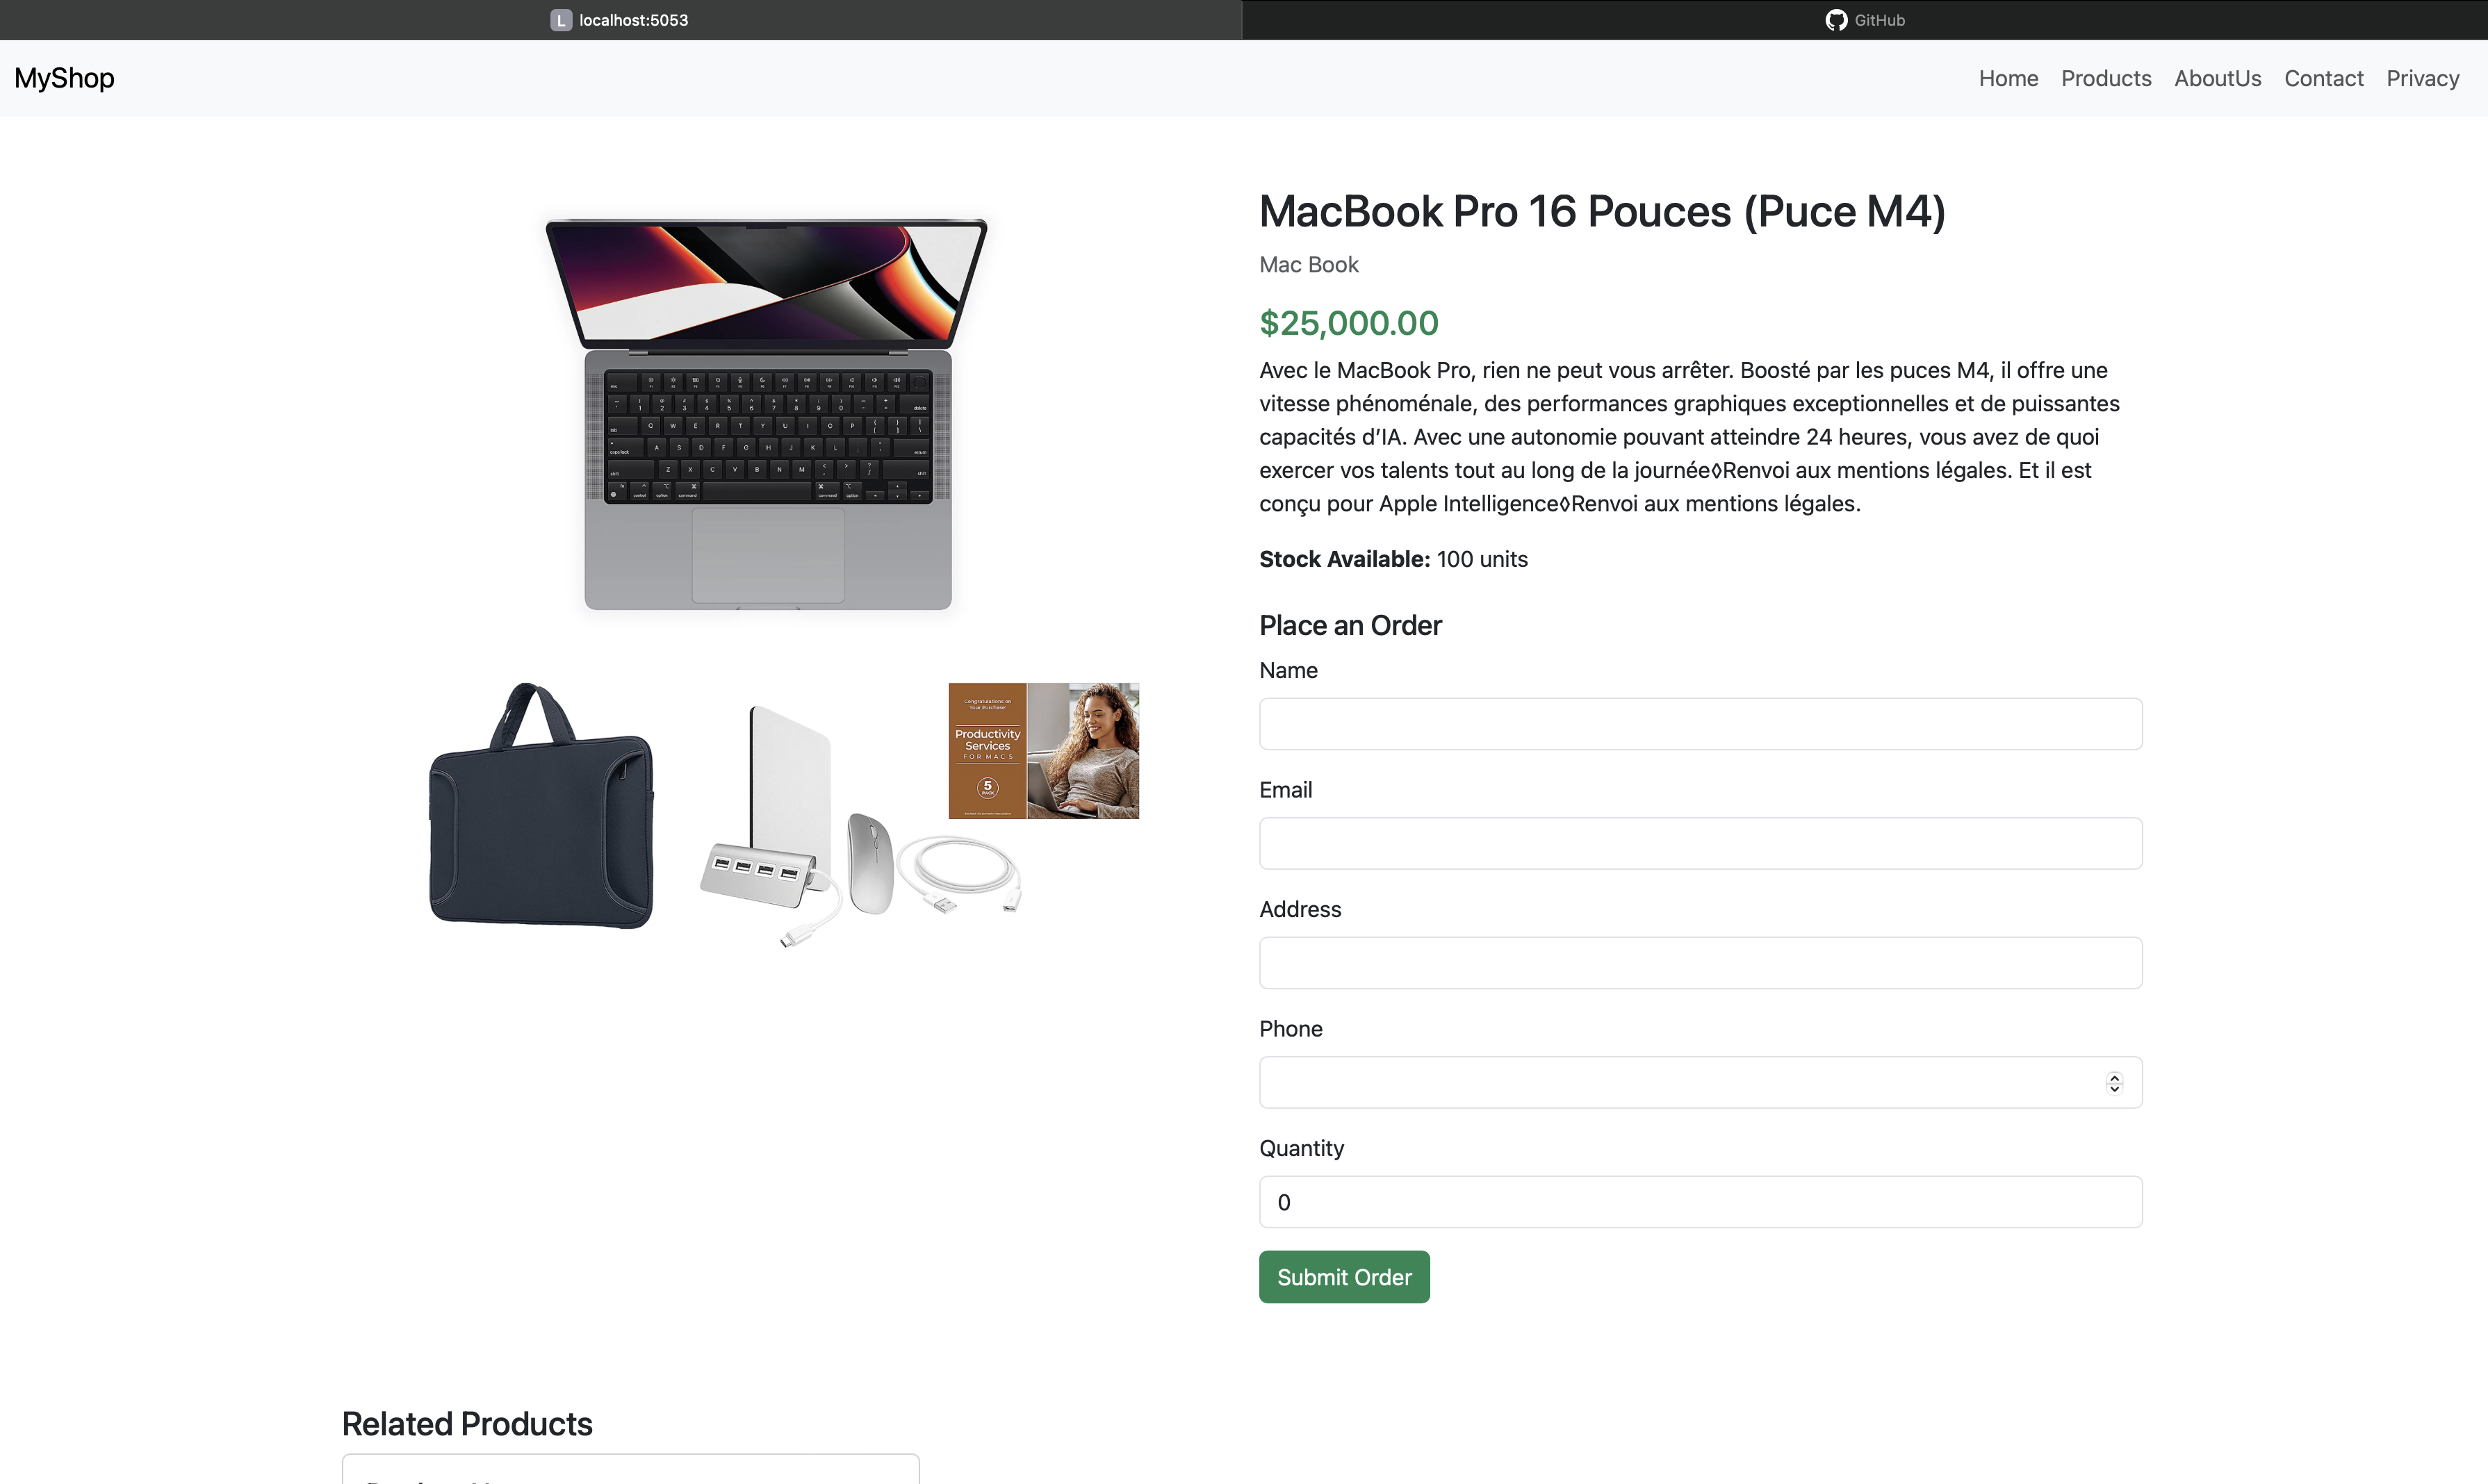 L localhost:5053
GitHub
MyShop
Home Products AboutUs Contact Privacy
MacBook Pro 16 Pouces (Puce M4)
Mac Book
$25,000.00
Avec le MacBook Pro, rien ne peut vous arrêter. Boosté par les puces M4, il offre une
vitesse phénoménale, des performances graphiques exceptionnelles et de puissantes
capacités d’IA. Avec une autonomie pouvant atteindre 24 heures, vous avez de quoi
exercer vos talents tout au long de la journée◊Renvoi aux mentions légales. Et il est
conçu pour Apple Intelligence◊Renvoi aux mentions légales.
Stock Available: 100 units
Place an Order
Name
Email
Address
Phone
Quantity
0
Submit Order
Congratulations on
Your Purchase!
Productivity
Services
FOR MACS
5
PACK
Related Products